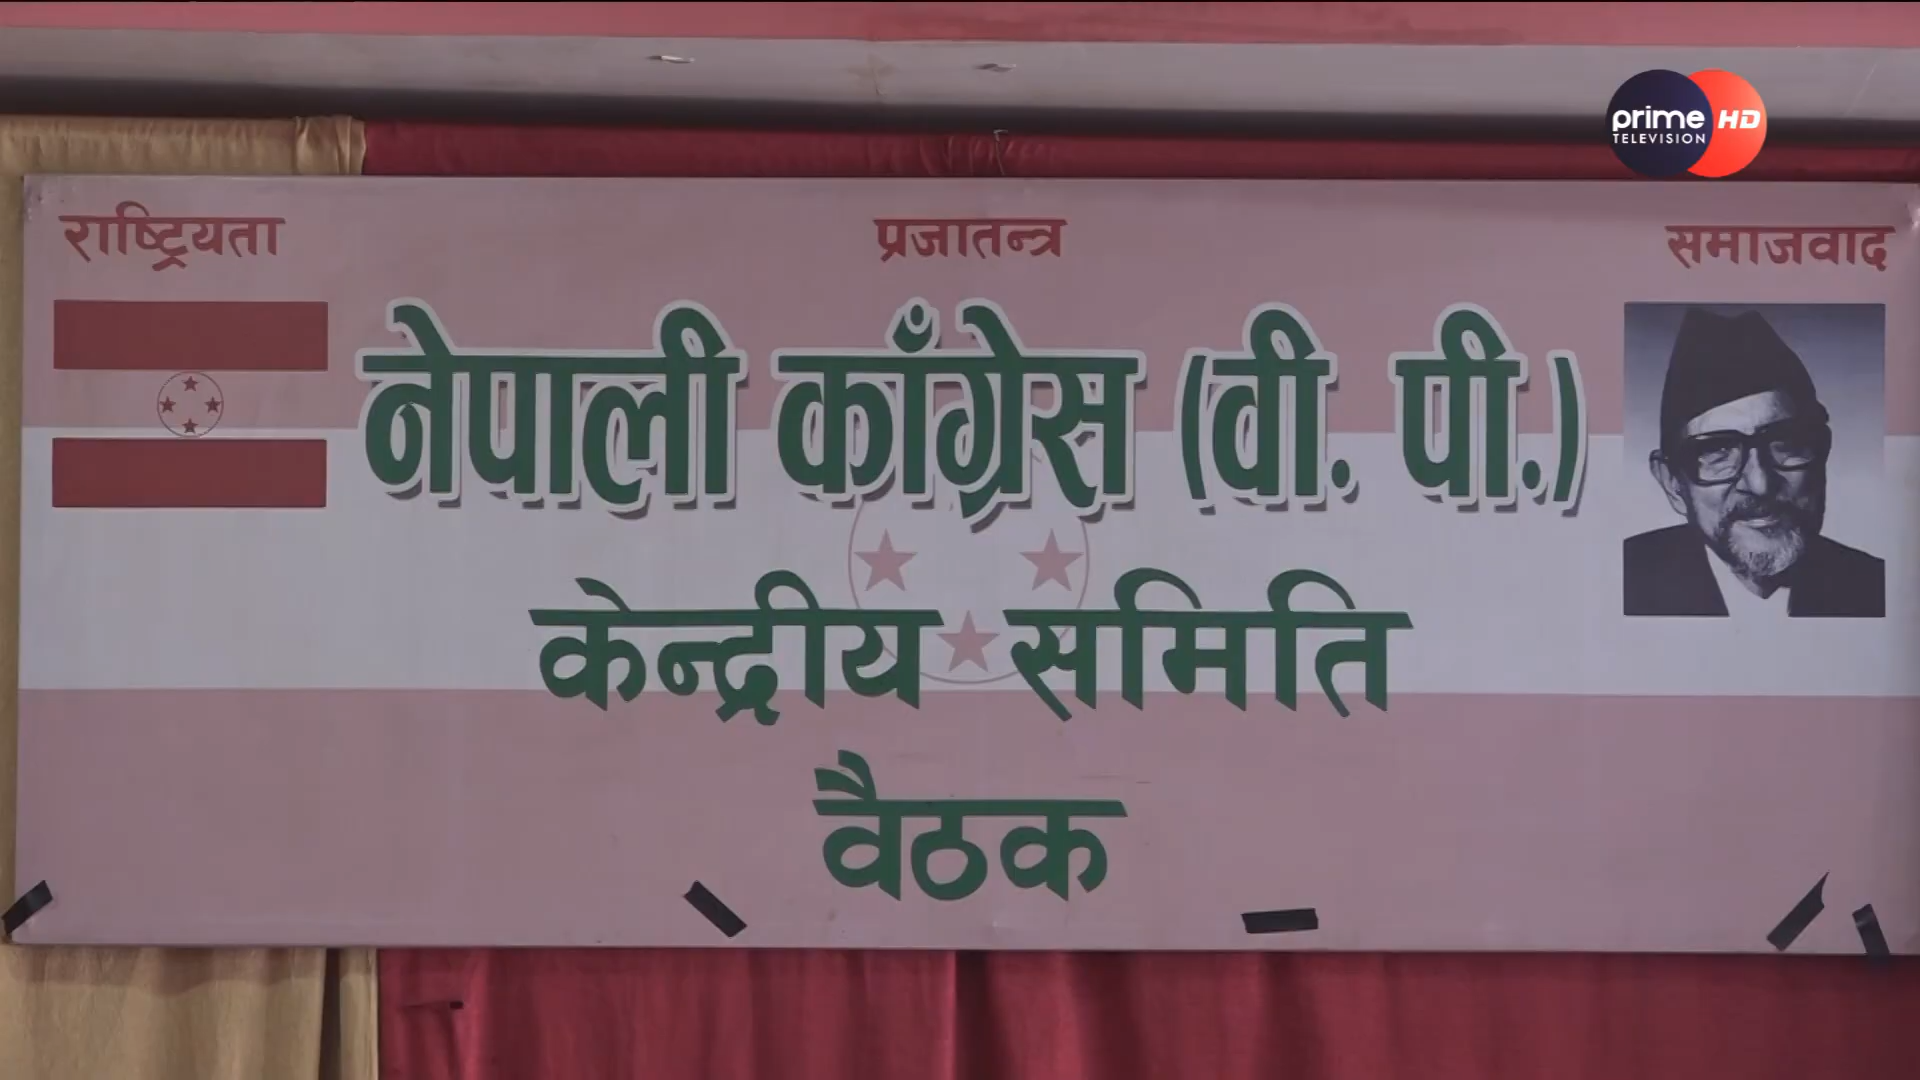 prime HD
TELEVISION
राष्ट्रियता प्रजातन्त्र समाजवाद
नेपाली काँग्रेस (वी. पी.)
केन्द्रीय समिति
वैठक